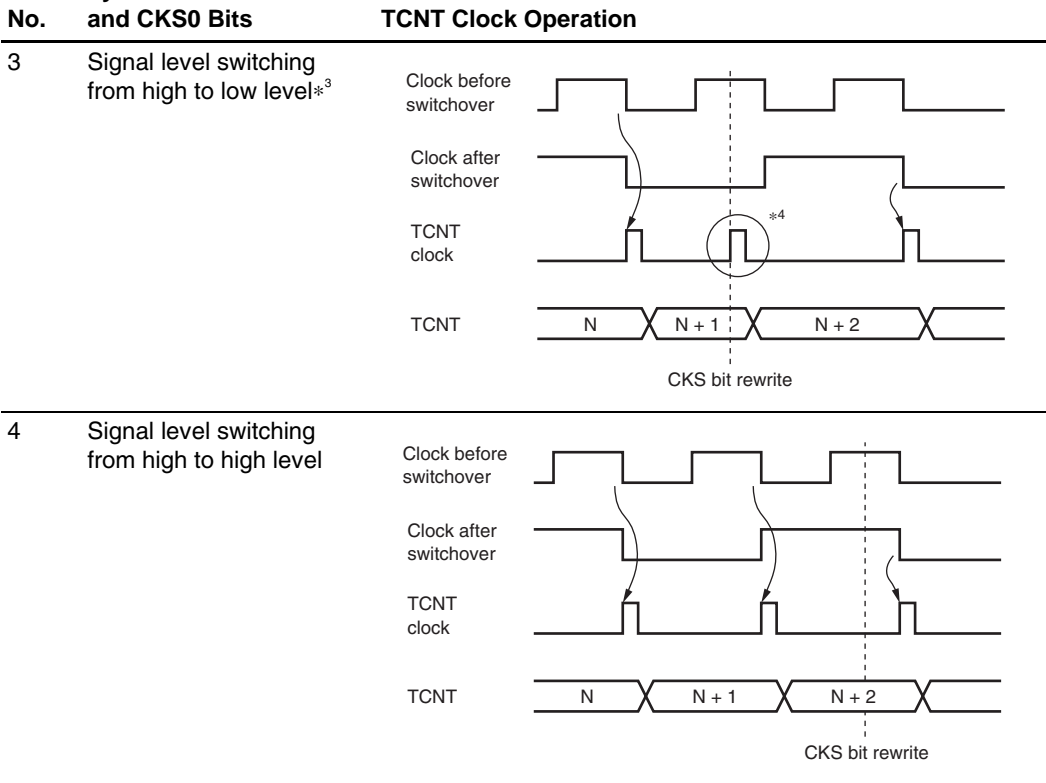 No. and CKS0 Bits TCNT Clock Operation
3 Signal level switching
from high to low level*3
Clock before
switchover
Clock after
switchover
*4
TCNT
clock
TCNT N N + 1 N + 2
CKS bit rewrite
4 Signal level switching
from high to high level
Clock before
switchover
Clock after
switchover
TCNT
clock
TCNT N N + 1 N + 2
CKS bit rewrite